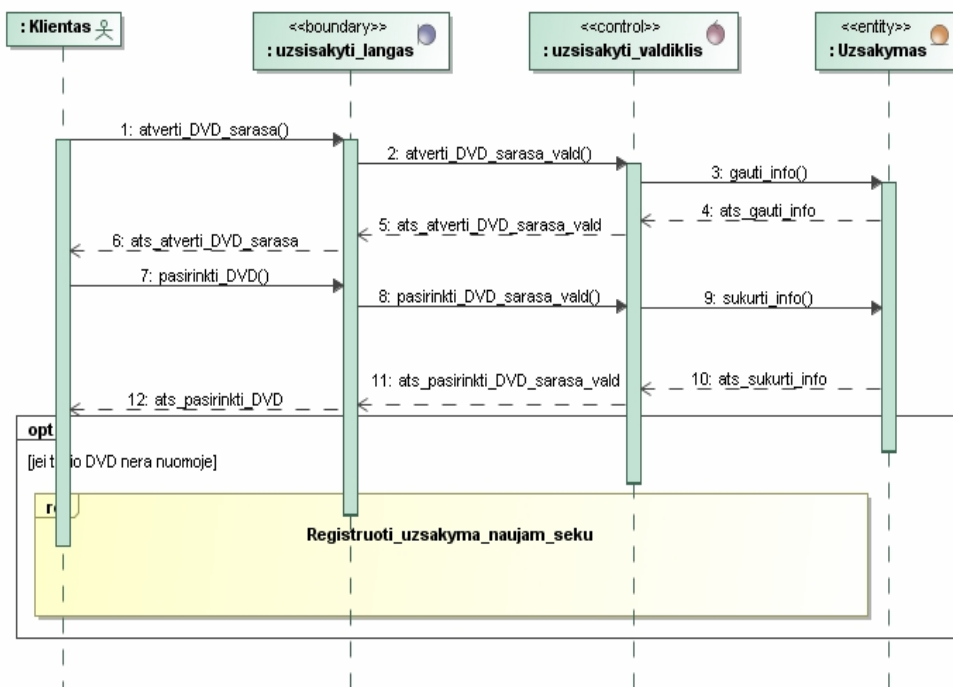 : Klientas
<<boundary>>
: uzsisakyti_langas
<<control>>
: uzsisakyti_valdiklis
<<entity>>
: Uzsakymas
1: atverti_DVD_sarasa()
2: atverti_DVD_sarasa_vald()
3: gauti_info()
4: ats_gauti_info
5: ats_atverti_DVD_sarasa_vald
6: ats_atverti_DVD_sarasa
7: pasirinkti_DVD()
8: pasirinkti_DVD_sarasa_vald()
9: sukurti_info()
10: ats_sukurti_info
11: ats_pasirinkti_DVD_sarasa_vald
12: ats_pasirinkti_DVD
opt
[jei DVD nera nuomoje]
Registruoti_uzsakyma_naujam_seku